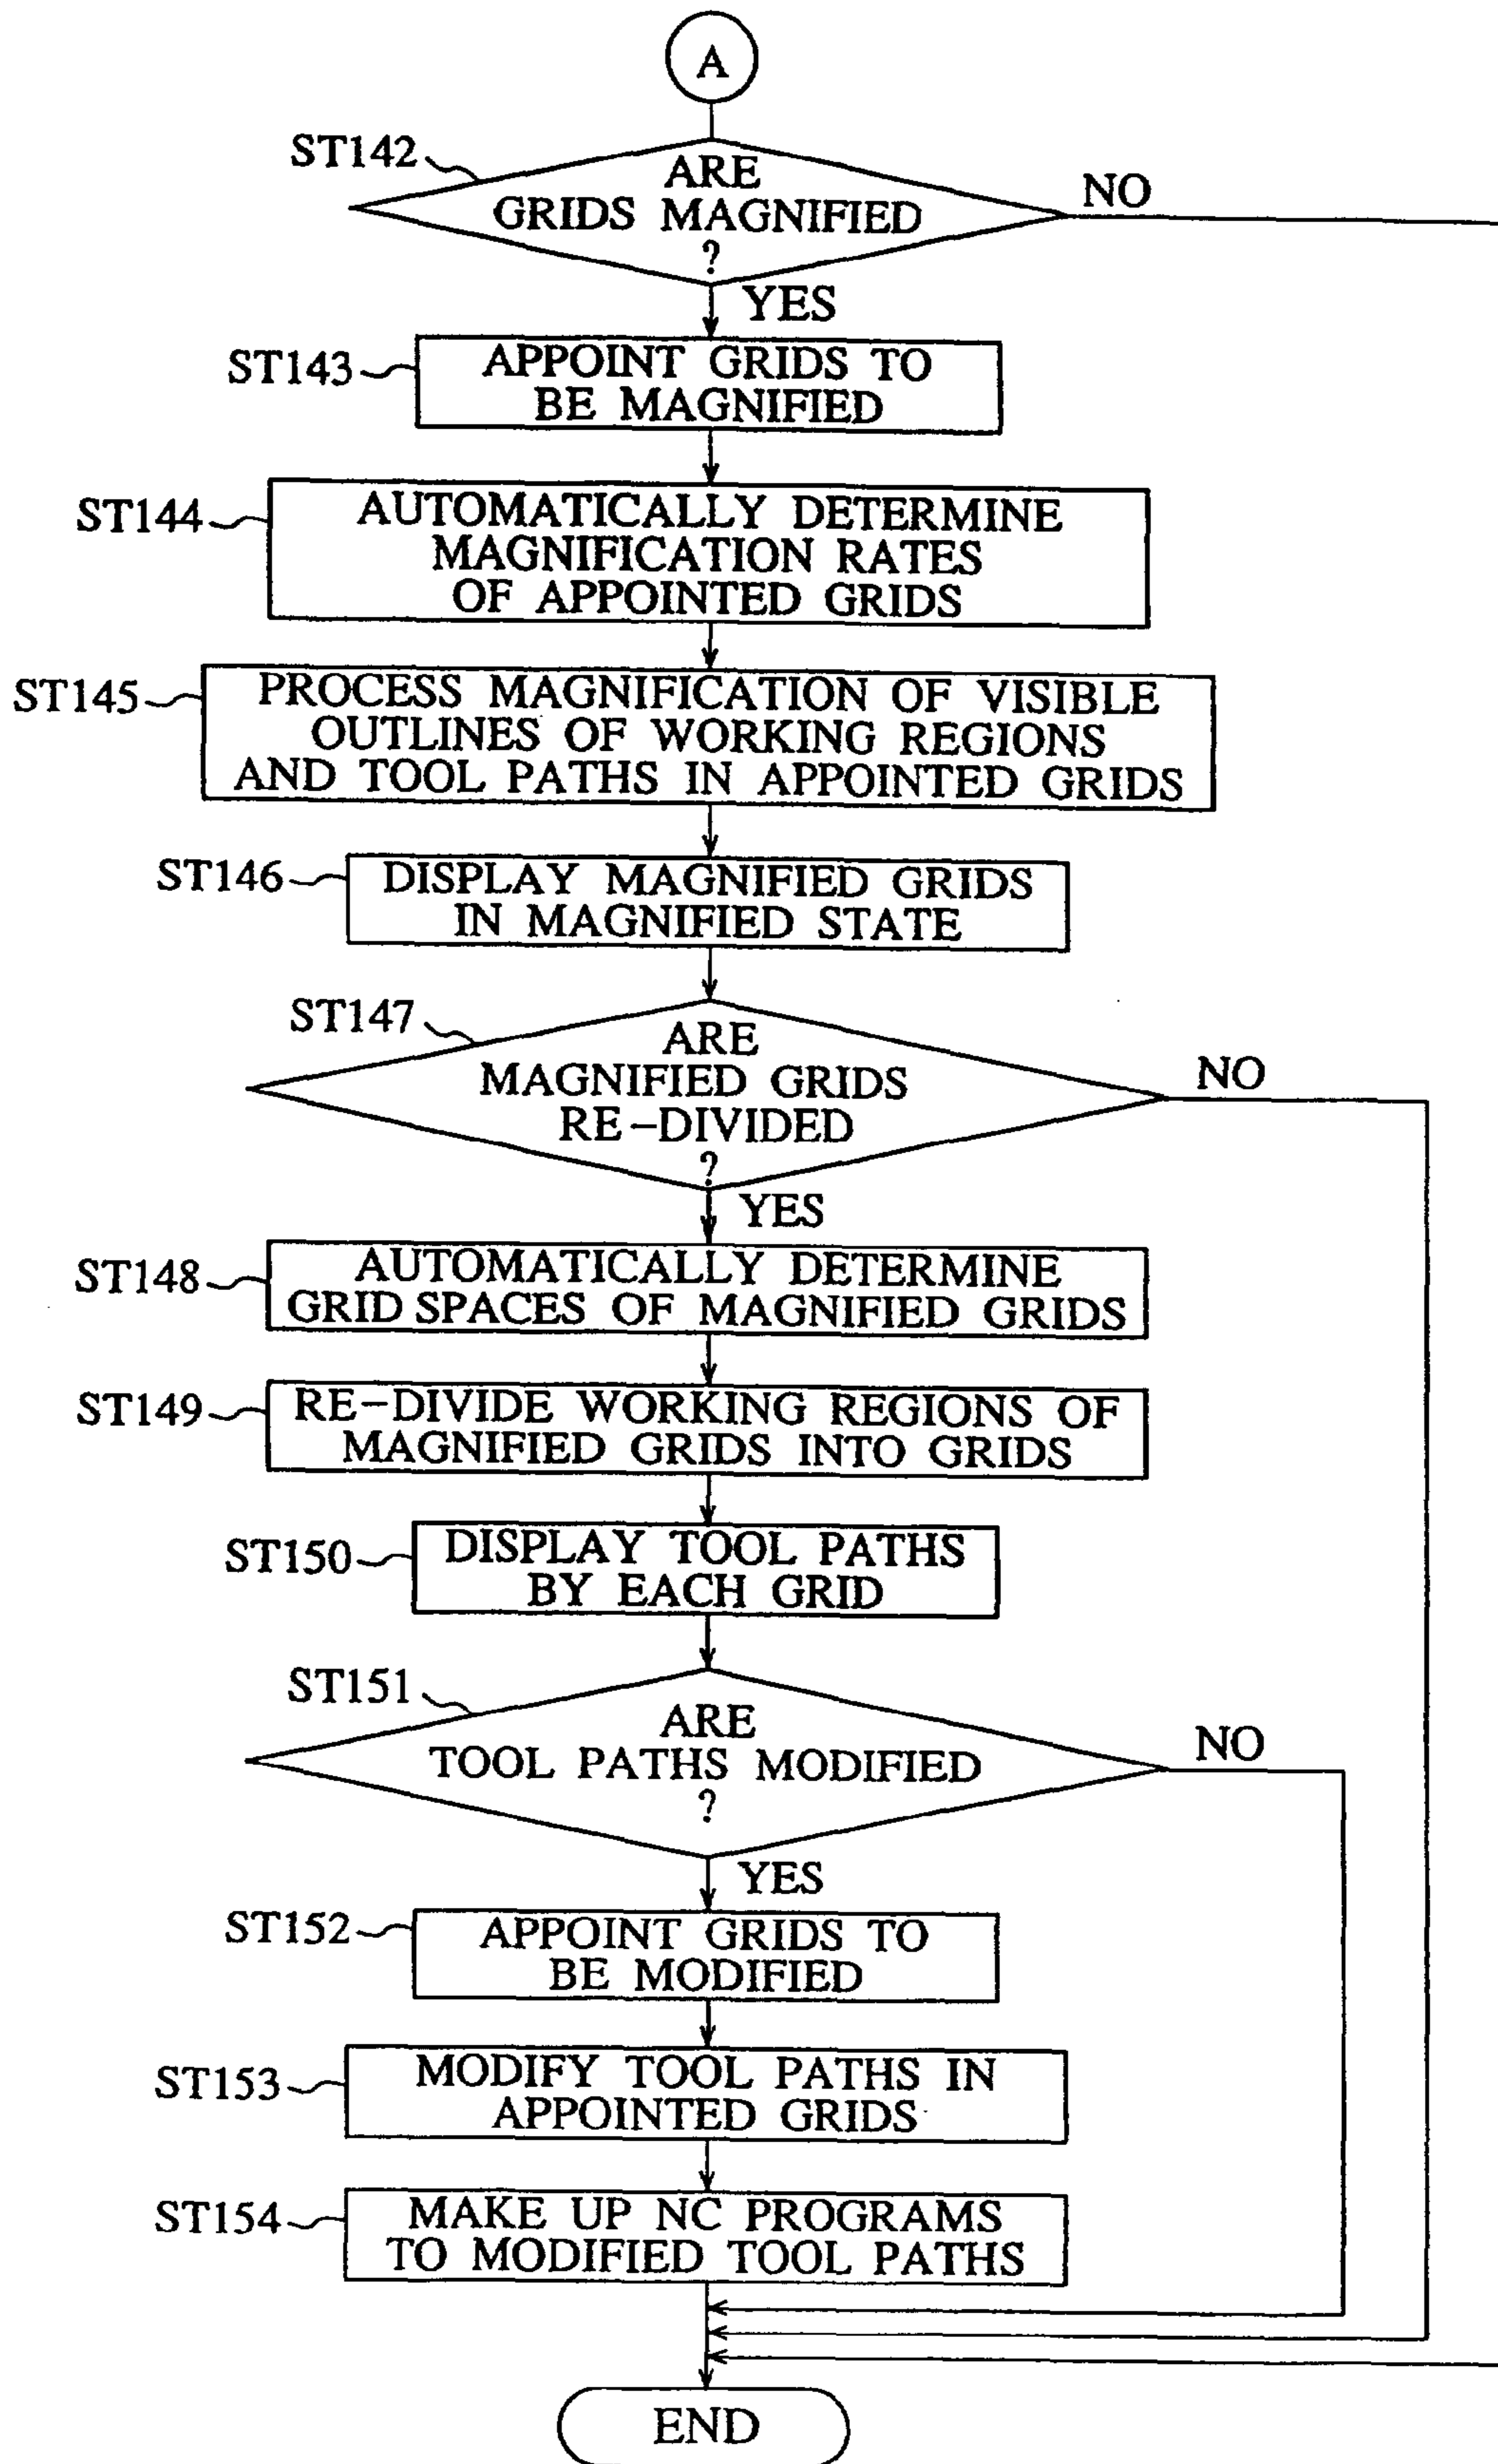 A
ST142
ARE
GRIDS MAGNIFIED
?
NO
YES
ST143
APPOINT GRIDS TO
BE MAGNIFIED
ST144
AUTOMATICALLY DETERMINE
MAGNIFICATION RATES
OF APPOINTED GRIDS
ST145
PROCESS MAGNIFICATION OF VISIBLE
OUTLINES OF WORKING REGIONS
AND TOOL PATHS IN APPOINTED GRIDS
ST146
DISPLAY MAGNIFIED GRIDS
IN MAGNIFIED STATE
ST147
ARE
MAGNIFIED GRIDS
RE-DIVIDED
?
NO
YES
ST148
AUTOMATICALLY DETERMINE
GRID SPACES OF MAGNIFIED GRIDS
ST149
RE-DIVIDE WORKING REGIONS OF
MAGNIFIED GRIDS INTO GRIDS
ST150
DISPLAY TOOL PATHS
BY EACH GRID
ST151
ARE
TOOL PATHS MODIFIED
?
NO
YES
ST152
APPOINT GRIDS TO
BE MODIFIED
ST153
MODIFY TOOL PATHS IN
APPOINTED GRIDS
ST154
MAKE UP NC PROGRAMS
TO MODIFIED TOOL PATHS
END